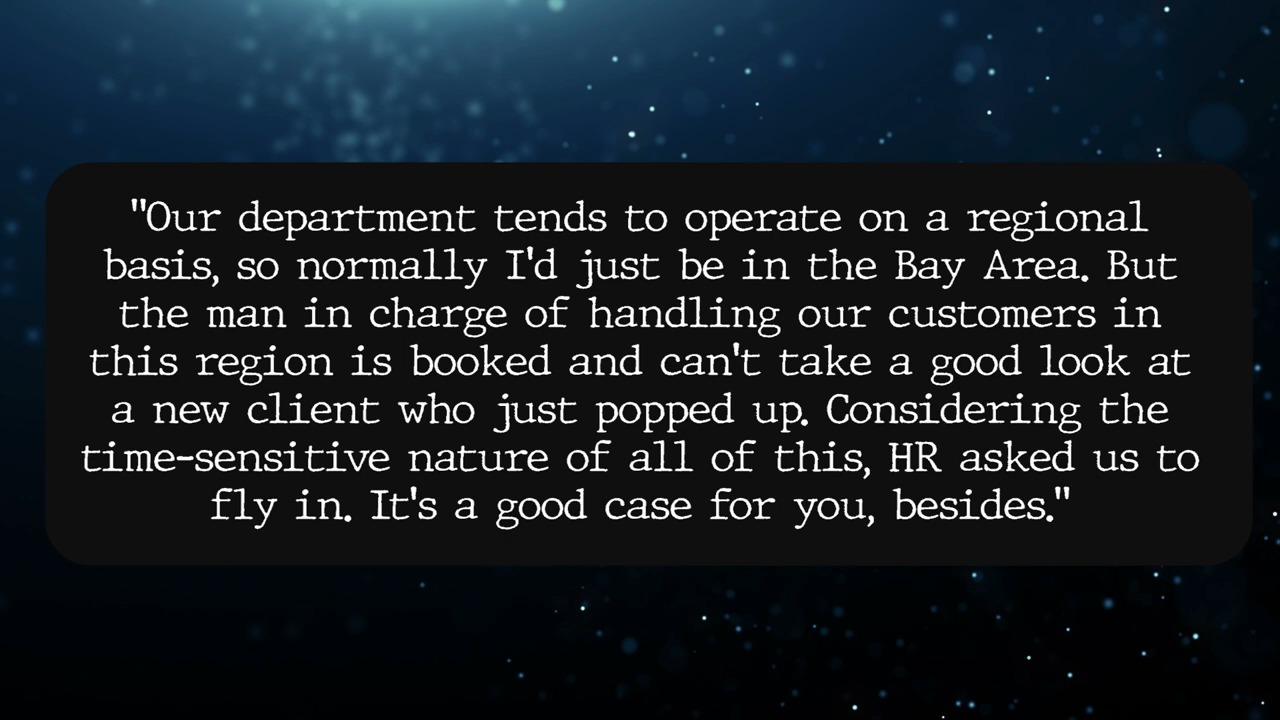 "Our department tends to operate on a regional
basis, so normally I'd just be in the Bay Area. But
the man in charge of handling our customers in
this region is booked and can't take a good look at
a new client who just popped up. Considering the
time-sensitive nature of all of this, HR asked us to
fly in. It's a good case for you, besides."